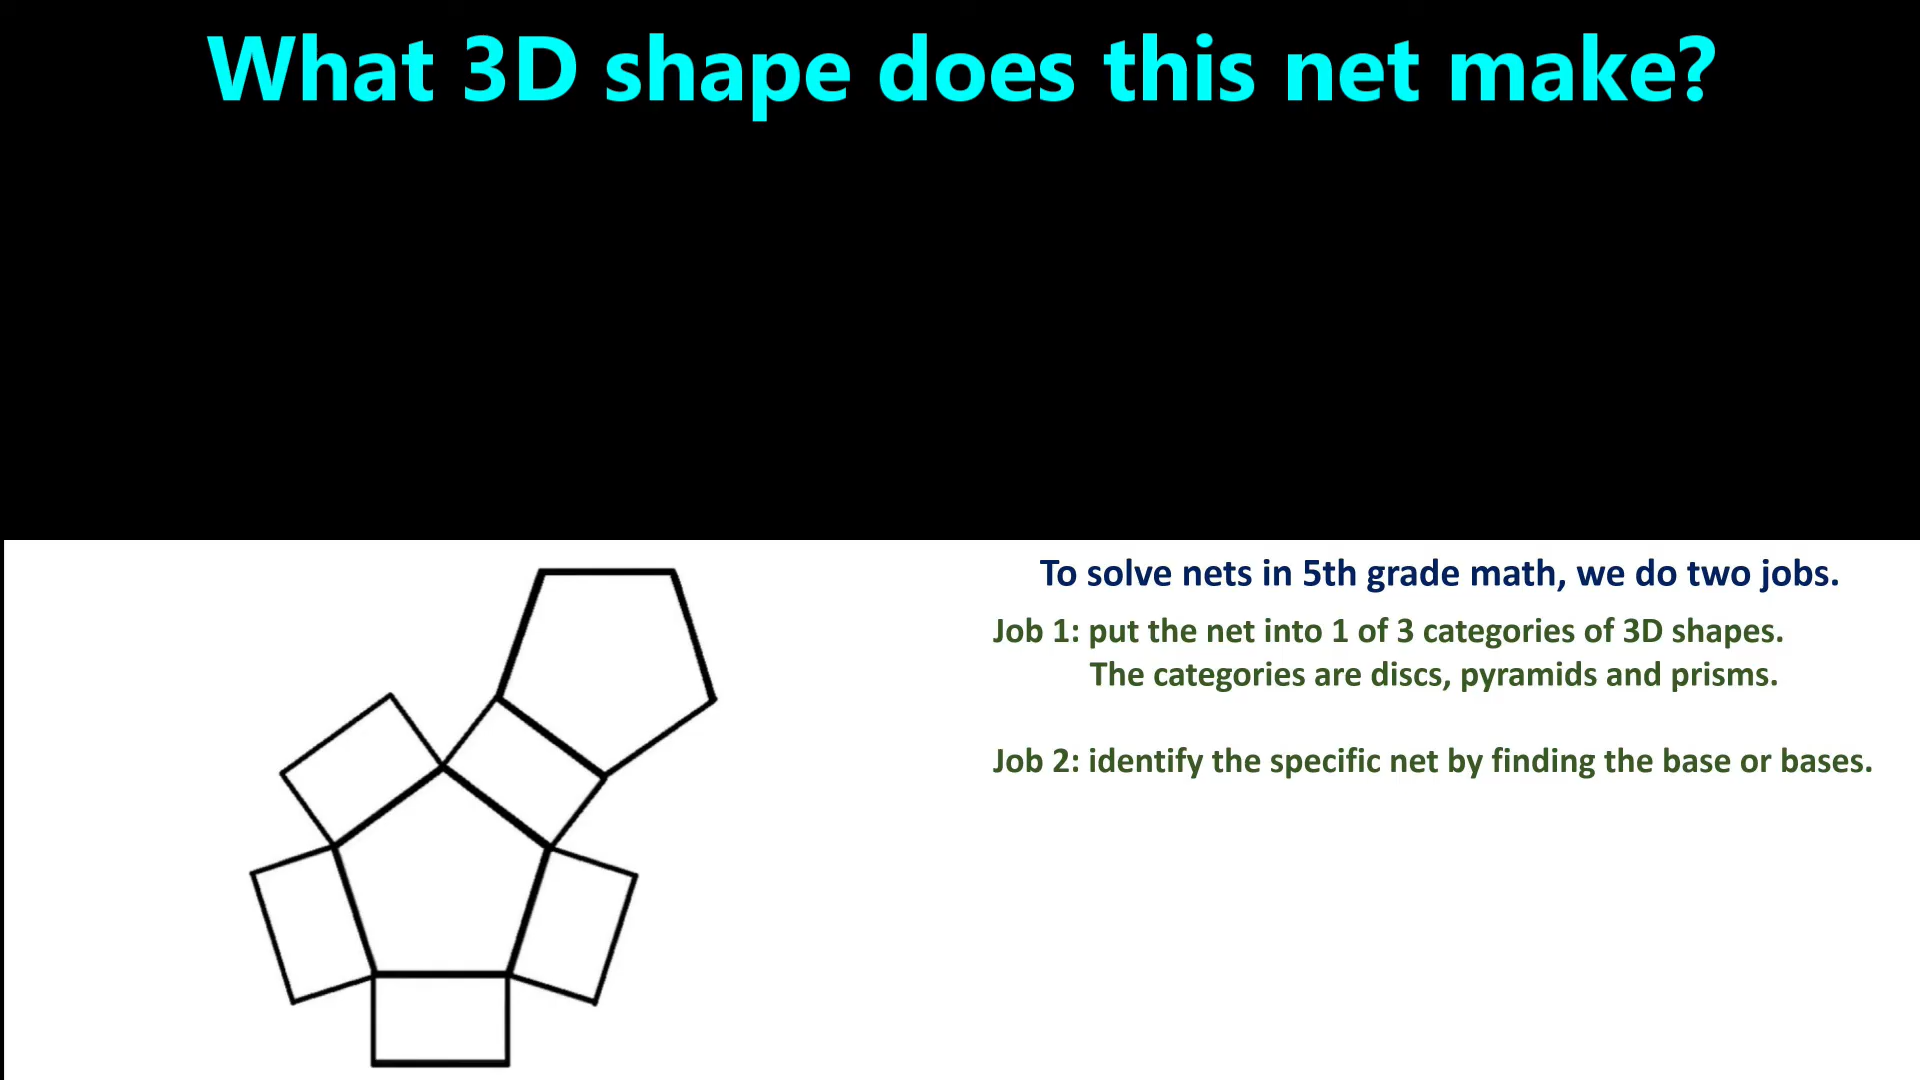 What 3D shape does this net make?
To solve nets in 5th grade math, we do two jobs.
Job 1: put the net into 1 of 3 categories of 3D shapes.
The categories are discs, pyramids and prisms.
Job 2: identify the specific net by finding the base or bases.